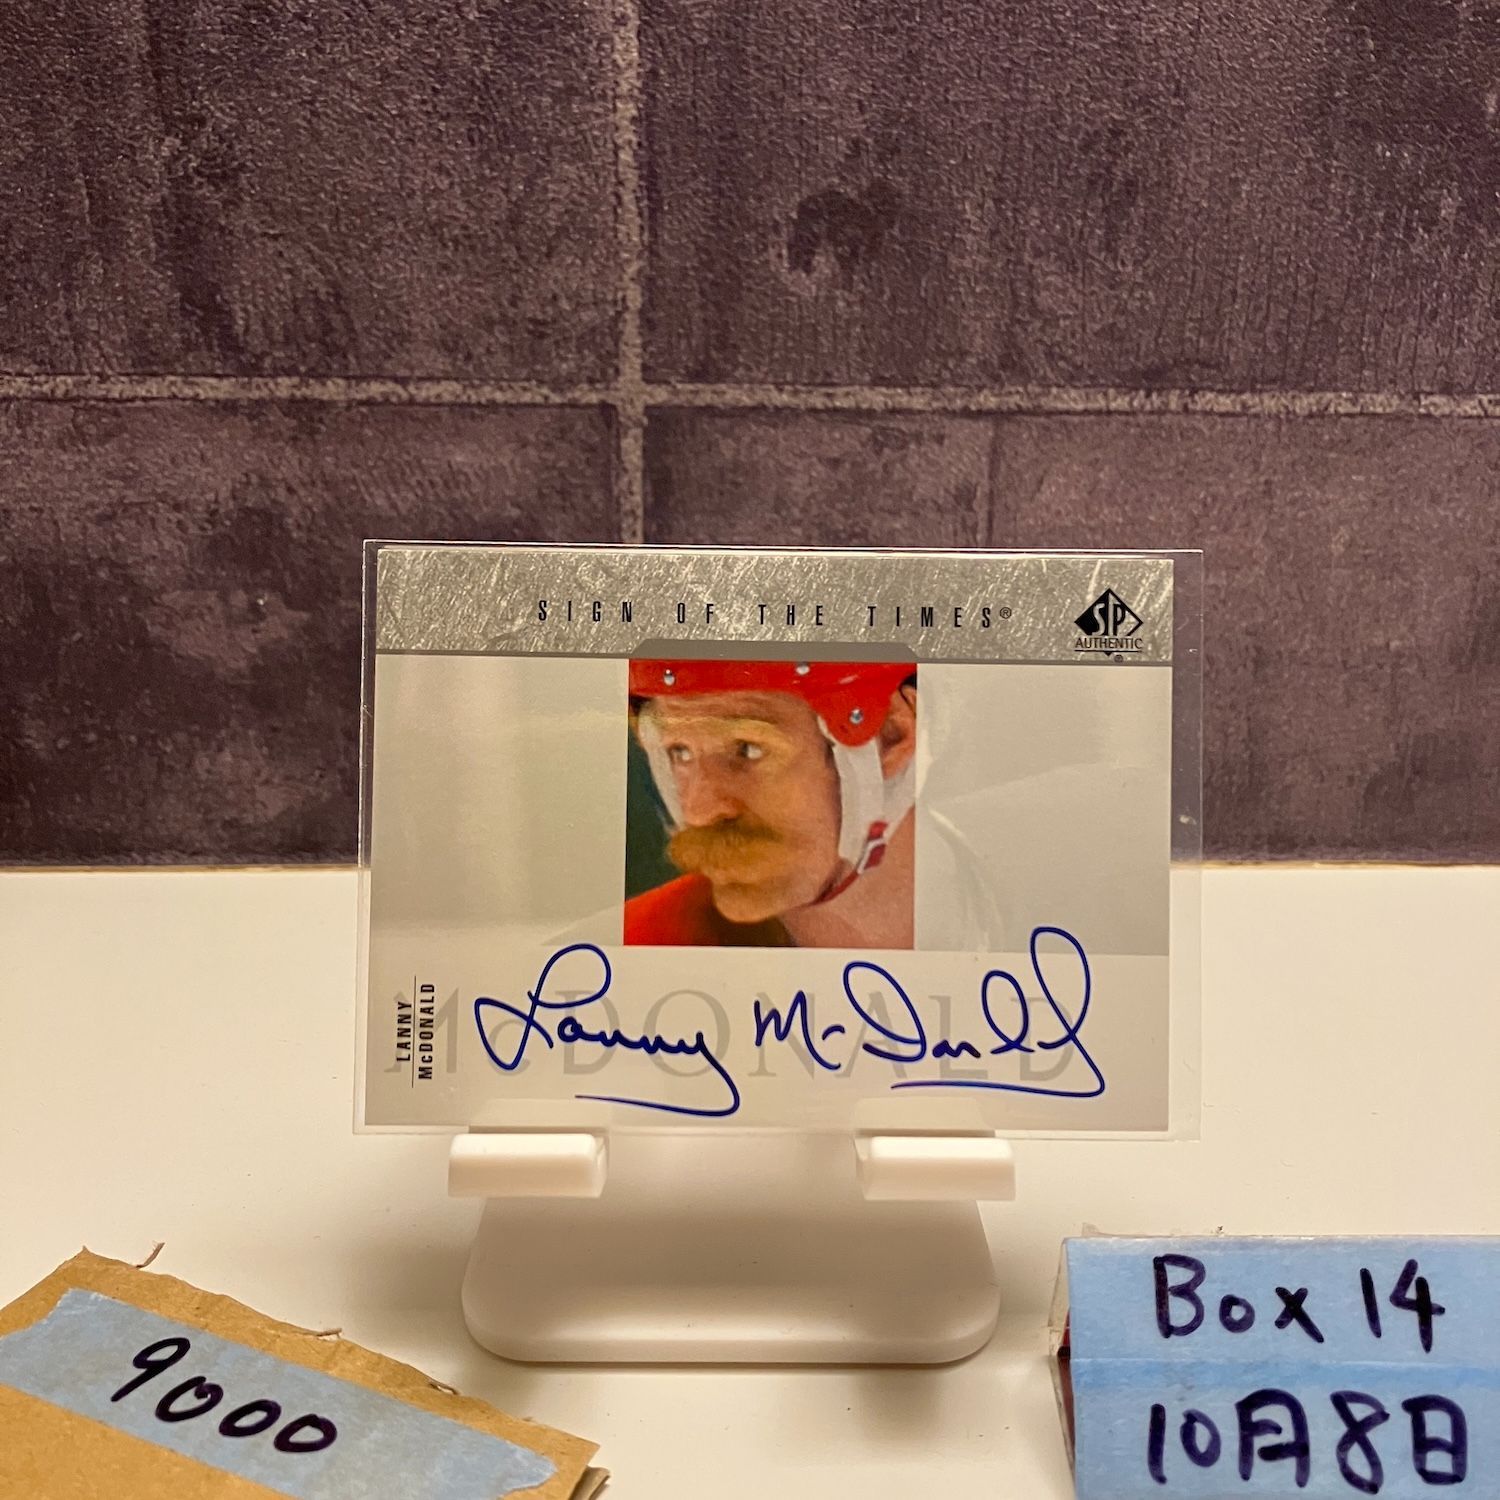 SIGN OF THE TIMES®
SP
AUTHENTIC
®
LANNY
McDONALD
McDONALD
Lanny McDonald
9000
Box 14
10月8日